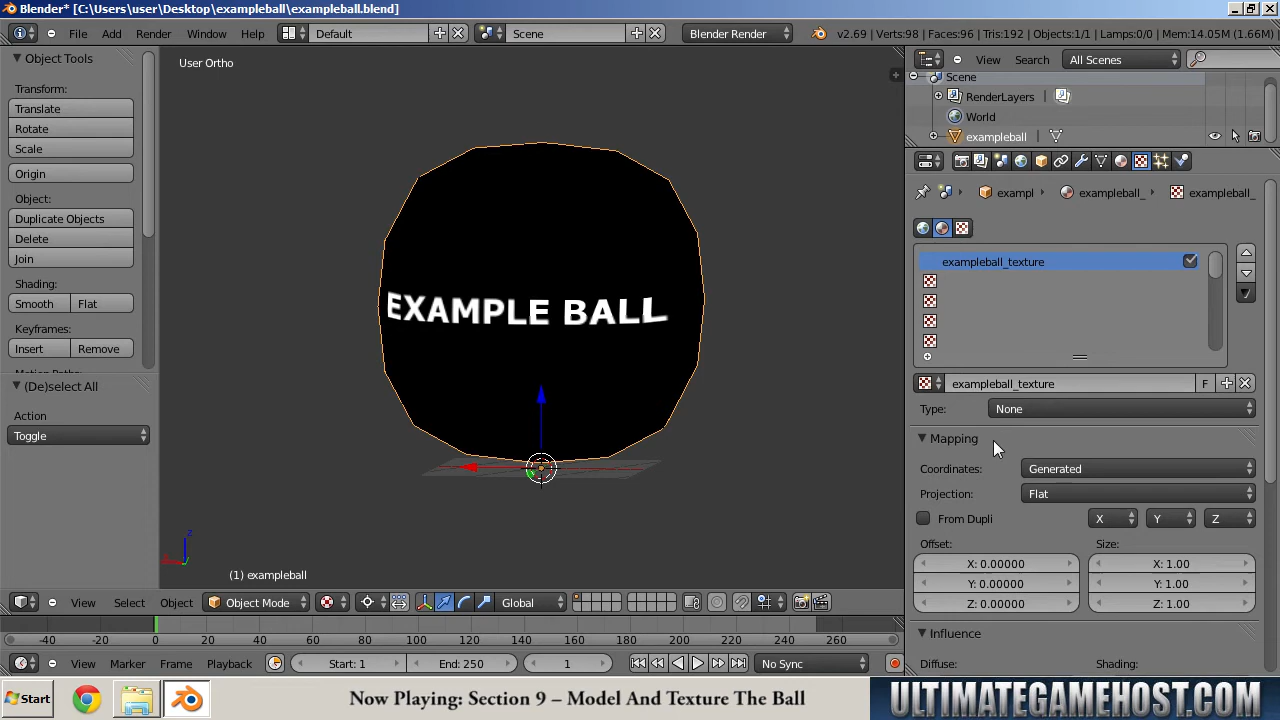 Blender* [C:\Users\user\Desktop\exampleball\exampleball.blend]
File Add Render Window Help Default Scene Blender Render v2.69 | Verts:98 | Faces:96 | Tris:192 | Objects:1/1 | Lamps:0/0 | Mem:14.05M (1.66M) |
Object Tools
Transform:
Translate
Rotate
Scale
Origin
Object:
Duplicate Objects
Delete
Join
Shading:
Smooth Flat
Keyframes:
Insert Remove
(De)select All
Action
Toggle
User Ortho
EXAMPLE BALL
(1) exampleball
View Select Object Object Mode Global
-40 -20 0 20 40 60 80 100 120 140 160 180 200 220 240 260
View Marker Frame Playback Start: 1 End: 250 1 No Sync
View Search All Scenes
Scene
RenderLayers
World
exampleball
exampl exampleball_ exampleball_
exampleball_texture
exampleball_texture F
Type: None
Mapping
Coordinates: Generated
Projection: Flat
From Dupli X Y Z
Offset: Size:
X: 0.00000 X: 1.00
Y: 0.00000 Y: 1.00
Z: 0.00000 Z: 1.00
Influence
Diffuse: Shading:
Start
Now Playing: Section 9 – Model And Texture The Ball
ULTIMATEGAMEHOST.COM